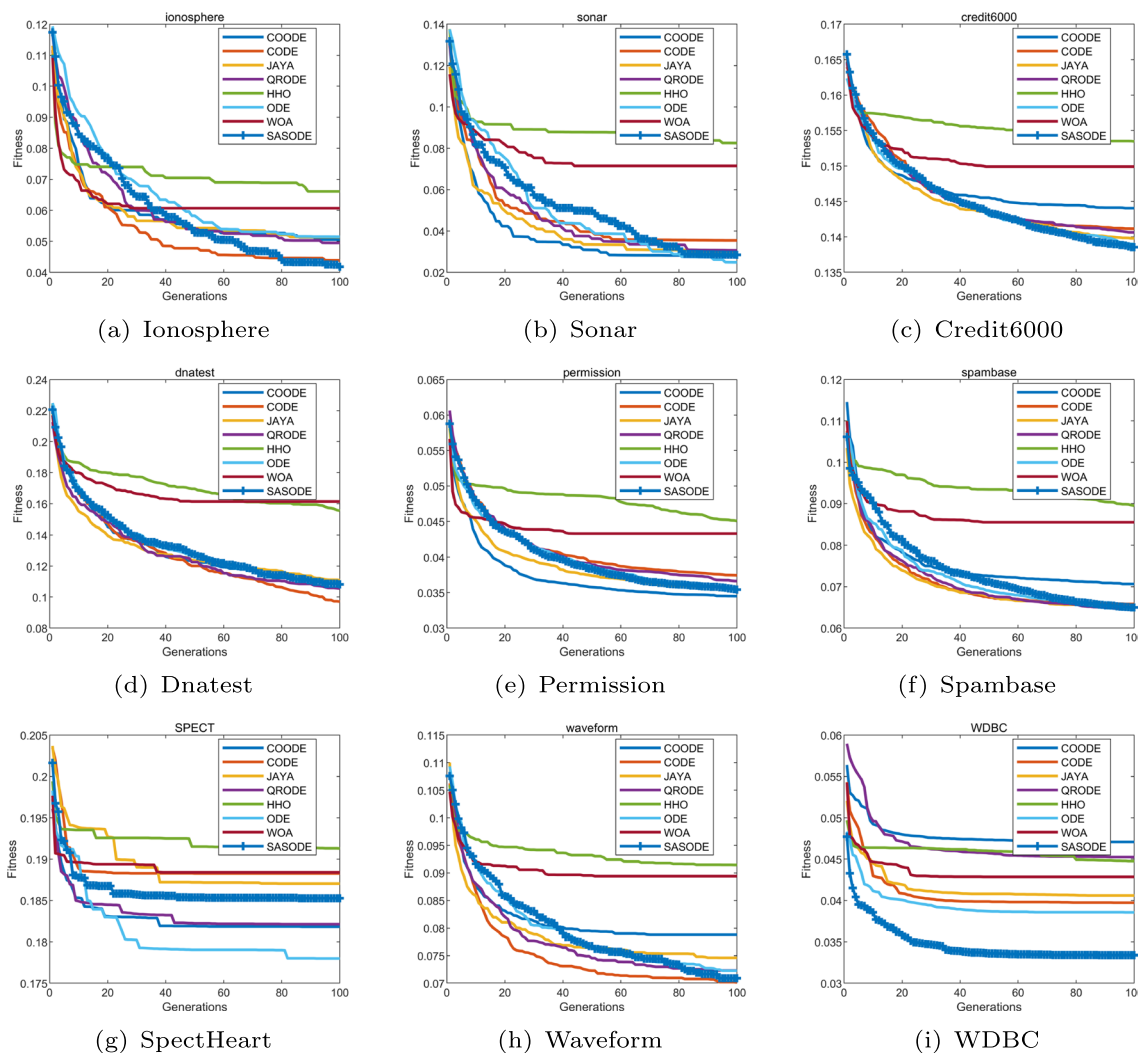 ionosphere
0.12
0.11
0.1
0.09
0.08
0.07
0.06
0.05
0.04
Fitness
0 20 40 60 80 100
Generations
COODE
CODE
JAYA
QRODE
HHO
ODE
WOA
SASODE
(a) Ionosphere
sonar
0.14
0.12
0.1
0.08
0.06
0.04
0.02
Fitness
0 20 40 60 80 100
Generations
COODE
CODE
JAYA
QRODE
HHO
ODE
WOA
SASODE
(b) Sonar
credit6000
0.17
0.165
0.16
0.155
0.15
0.145
0.14
0.135
Fitness
0 20 40 60 80 100
Generations
COODE
CODE
JAYA
QRODE
HHO
ODE
WOA
SASODE
(c) Credit6000
dnatest
0.24
0.22
0.2
0.18
0.16
0.14
0.12
0.1
0.08
Fitness
0 20 40 60 80 100
Generations
COODE
CODE
JAYA
QRODE
HHO
ODE
WOA
SASODE
(d) Dnatest
permission
0.065
0.06
0.055
0.05
0.045
0.04
0.035
0.03
Fitness
0 20 40 60 80 100
Generations
COODE
CODE
JAYA
QRODE
HHO
ODE
WOA
SASODE
(e) Permission
spambase
0.12
0.11
0.1
0.09
0.08
0.07
0.06
Fitness
0 20 40 60 80 100
Generations
COODE
CODE
JAYA
QRODE
HHO
ODE
WOA
SASODE
(f) Spambase
SPECT
0.205
0.2
0.195
0.19
0.185
0.18
0.175
Fitness
0 20 40 60 80 100
Generations
COODE
CODE
JAYA
QRODE
HHO
ODE
WOA
SASODE
(g) SpectHeart
waveform
0.115
0.11
0.105
0.1
0.095
0.09
0.085
0.08
0.075
0.07
Fitness
0 20 40 60 80 100
Generations
COODE
CODE
JAYA
QRODE
HHO
ODE
WOA
SASODE
(h) Waveform
WDBC
0.06
0.055
0.05
0.045
0.04
0.035
0.03
Fitness
0 20 40 60 80 100
Generations
COODE
CODE
JAYA
QRODE
HHO
ODE
WOA
SASODE
(i) WDBC